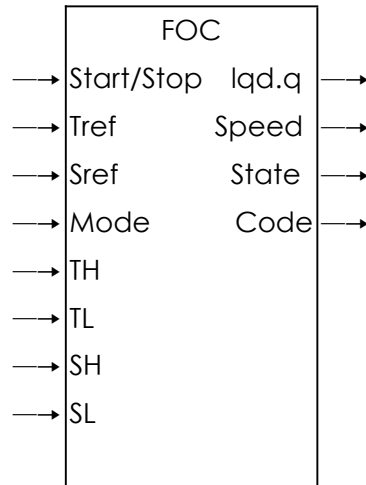 FOC
Start/Stop Iqd.q
Tref Speed
Sref State
Mode Code
TH
TL
SH
SL